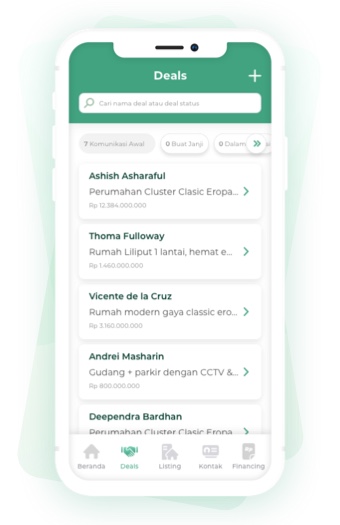 Deals
Cari nama deal atau deal status
7 Komunikasi Awal
0 Buat Janji
0 Dalam
Ashish Asharaful
Perumahan Cluster Clasic Eropa...
Rp 12.384.000.000
Thoma Fulloway
Rumah Liliput 1 lantai, hemat e...
Rp 1.460.000.000
Vicente de la Cruz
Rumah modern gaya classic ero...
Rp 3.160.000.000
Andrei Masharin
Gudang + parkir dengan CCTV &...
Rp 800.000.000
Deependra Bardhan
Perumahan Cluster Clasic Eropa
Beranda
Deals
Listing
Kontak
Financing